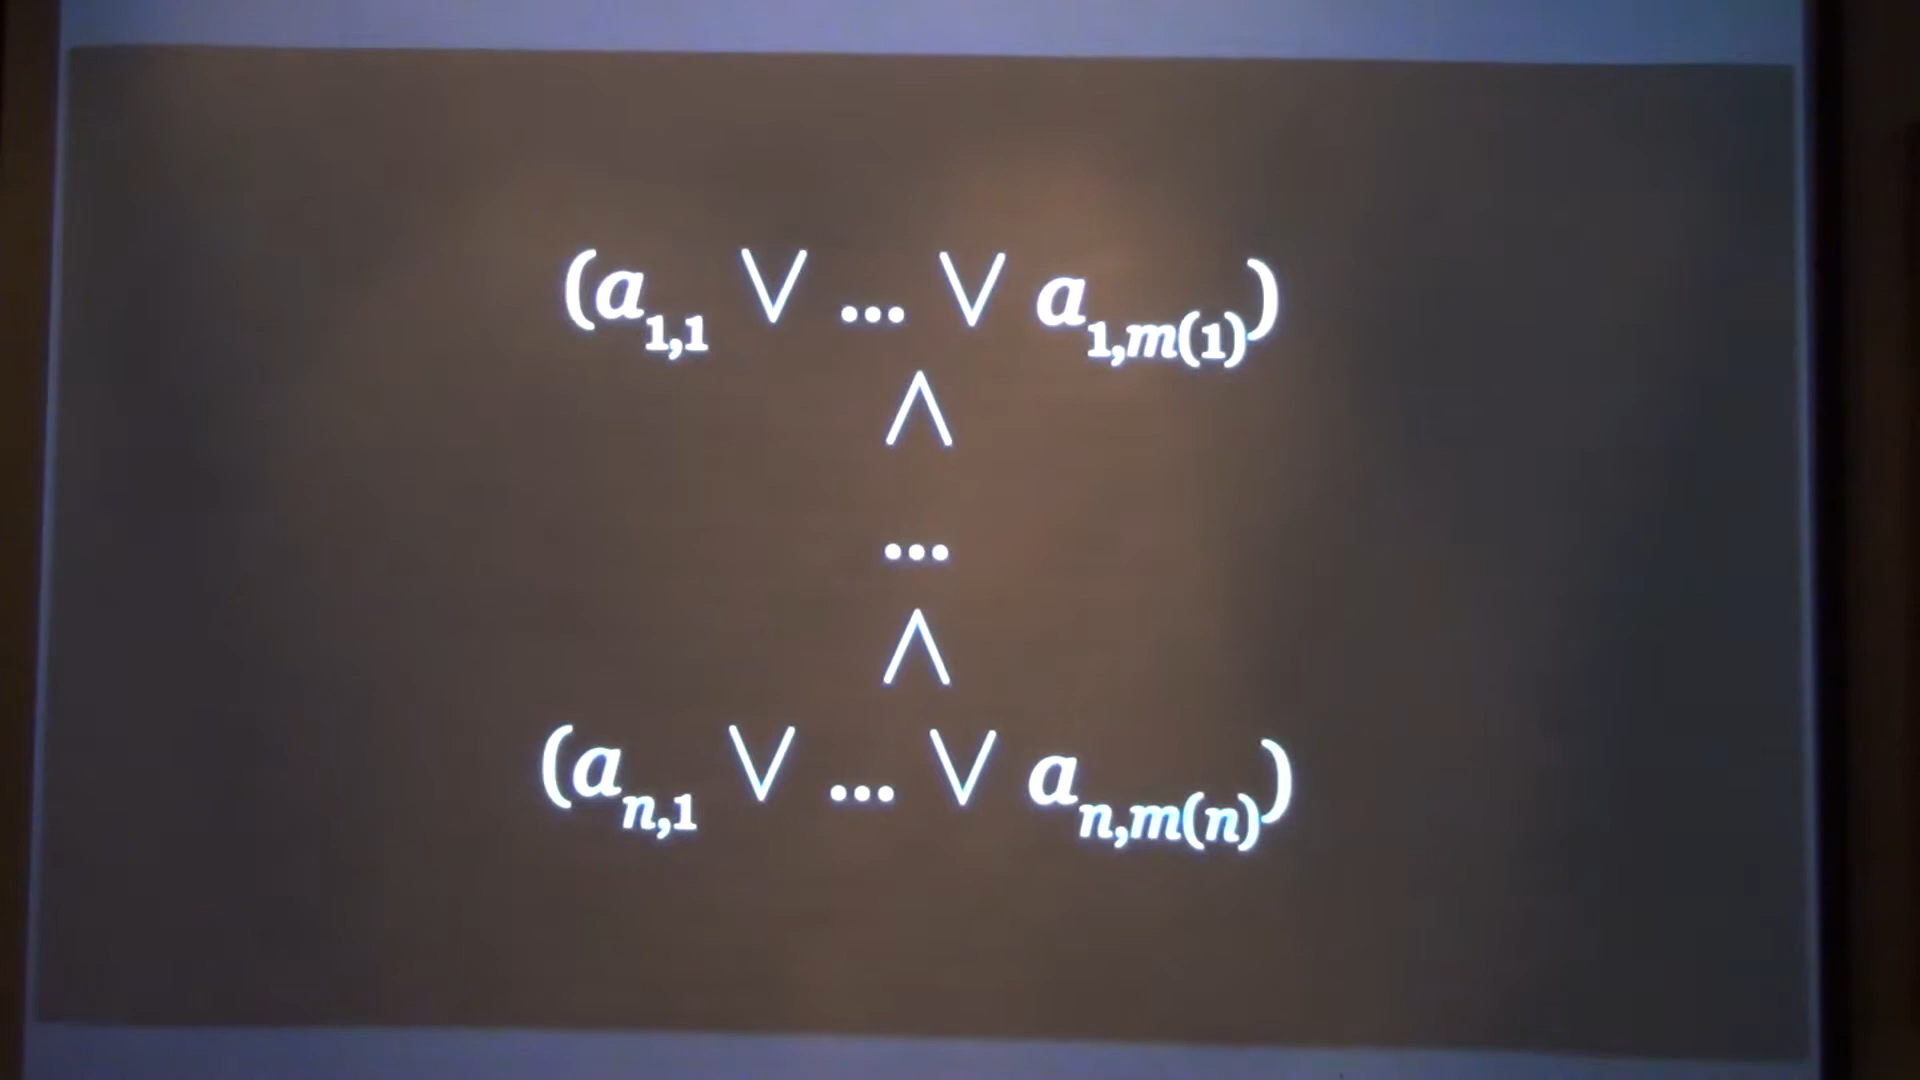 (a₁,₁ ∨ ... ∨ a₁,ₘ₍₁₎)
∧
...
∧
(aₙ,₁ ∨ ... ∨ aₙ,ₘ₍ₙ₎)